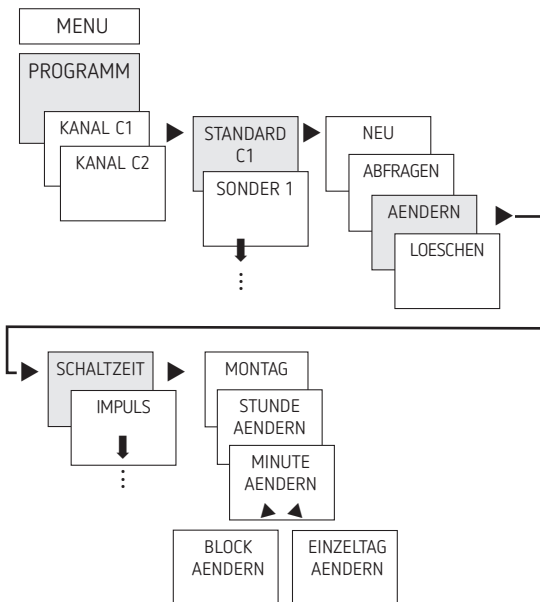 MENU
PROGRAMM
KANAL C1
KANAL C2
STANDARD
C1
SONDER 1
NEU
ABFRAGEN
AENDERN
LOESCHEN
SCHALTZEIT
IMPULS
MONTAG
STUNDE
AENDERN
MINUTE
AENDERN
BLOCK
AENDERN
EINZELTAG
AENDERN